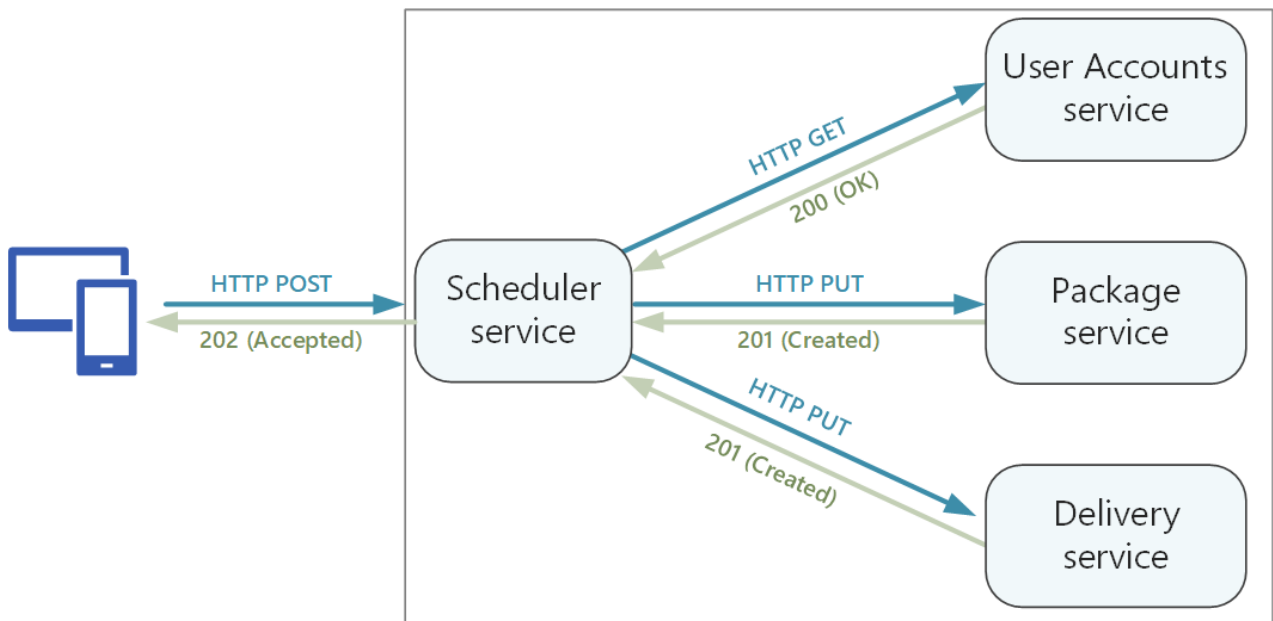 User Accounts
service
HTTP GET
200 (OK)
HTTP POST
202 (Accepted)
Scheduler
service
HTTP PUT
201 (Created)
Package
service
HTTP PUT
201 (Created)
Delivery
service